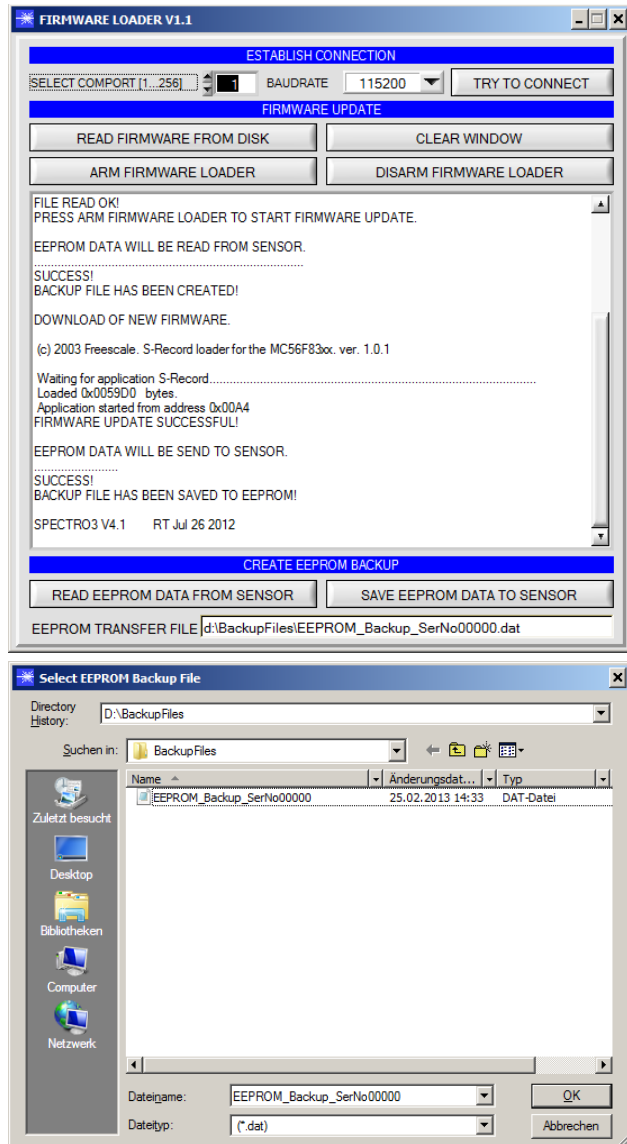 FIRMWARE LOADER V1.1
ESTABLISH CONNECTION
SELECT COMPORT [1...256] 1 BAUDRATE 115200 TRY TO CONNECT
FIRMWARE UPDATE
READ FIRMWARE FROM DISK CLEAR WINDOW
ARM FIRMWARE LOADER DISARM FIRMWARE LOADER
FILE READ OK!
PRESS ARM FIRMWARE LOADER TO START FIRMWARE UPDATE.
EEPROM DATA WILL BE READ FROM SENSOR.
................................................................................
SUCCESS!
BACKUP FILE HAS BEEN CREATED!
DOWNLOAD OF NEW FIRMWARE.
(c) 2003 Freescale. S-Record loader for the MC56F83xx. ver. 1.0.1
Waiting for application S-Record................................................................................................
Loaded 0x0059D0 bytes.
Application started from address 0x00A4
FIRMWARE UPDATE SUCCESSFUL!
EEPROM DATA WILL BE SEND TO SENSOR.
.........................
SUCCESS!
BACKUP FILE HAS BEEN SAVED TO EEPROM!
SPECTRO3 V4.1 RT Jul 26 2012
CREATE EEPROM BACKUP
READ EEPROM DATA FROM SENSOR SAVE EEPROM DATA TO SENSOR
EEPROM TRANSFER FILE d:\BackupFiles\EEPROM_Backup_SerNo00000.dat
Select EEPROM Backup File
Directory History: D:\BackupFiles
Suchen in: BackupFiles
Name Änderungsdat... Typ
EEPROM_Backup_SerNo00000 25.02.2013 14:33 DAT-Datei
Zuletzt besucht
Desktop
Bibliotheken
Computer
Netzwerk
Dateiname: EEPROM_Backup_SerNo00000 OK
Dateityp: (*.dat) Abbrechen